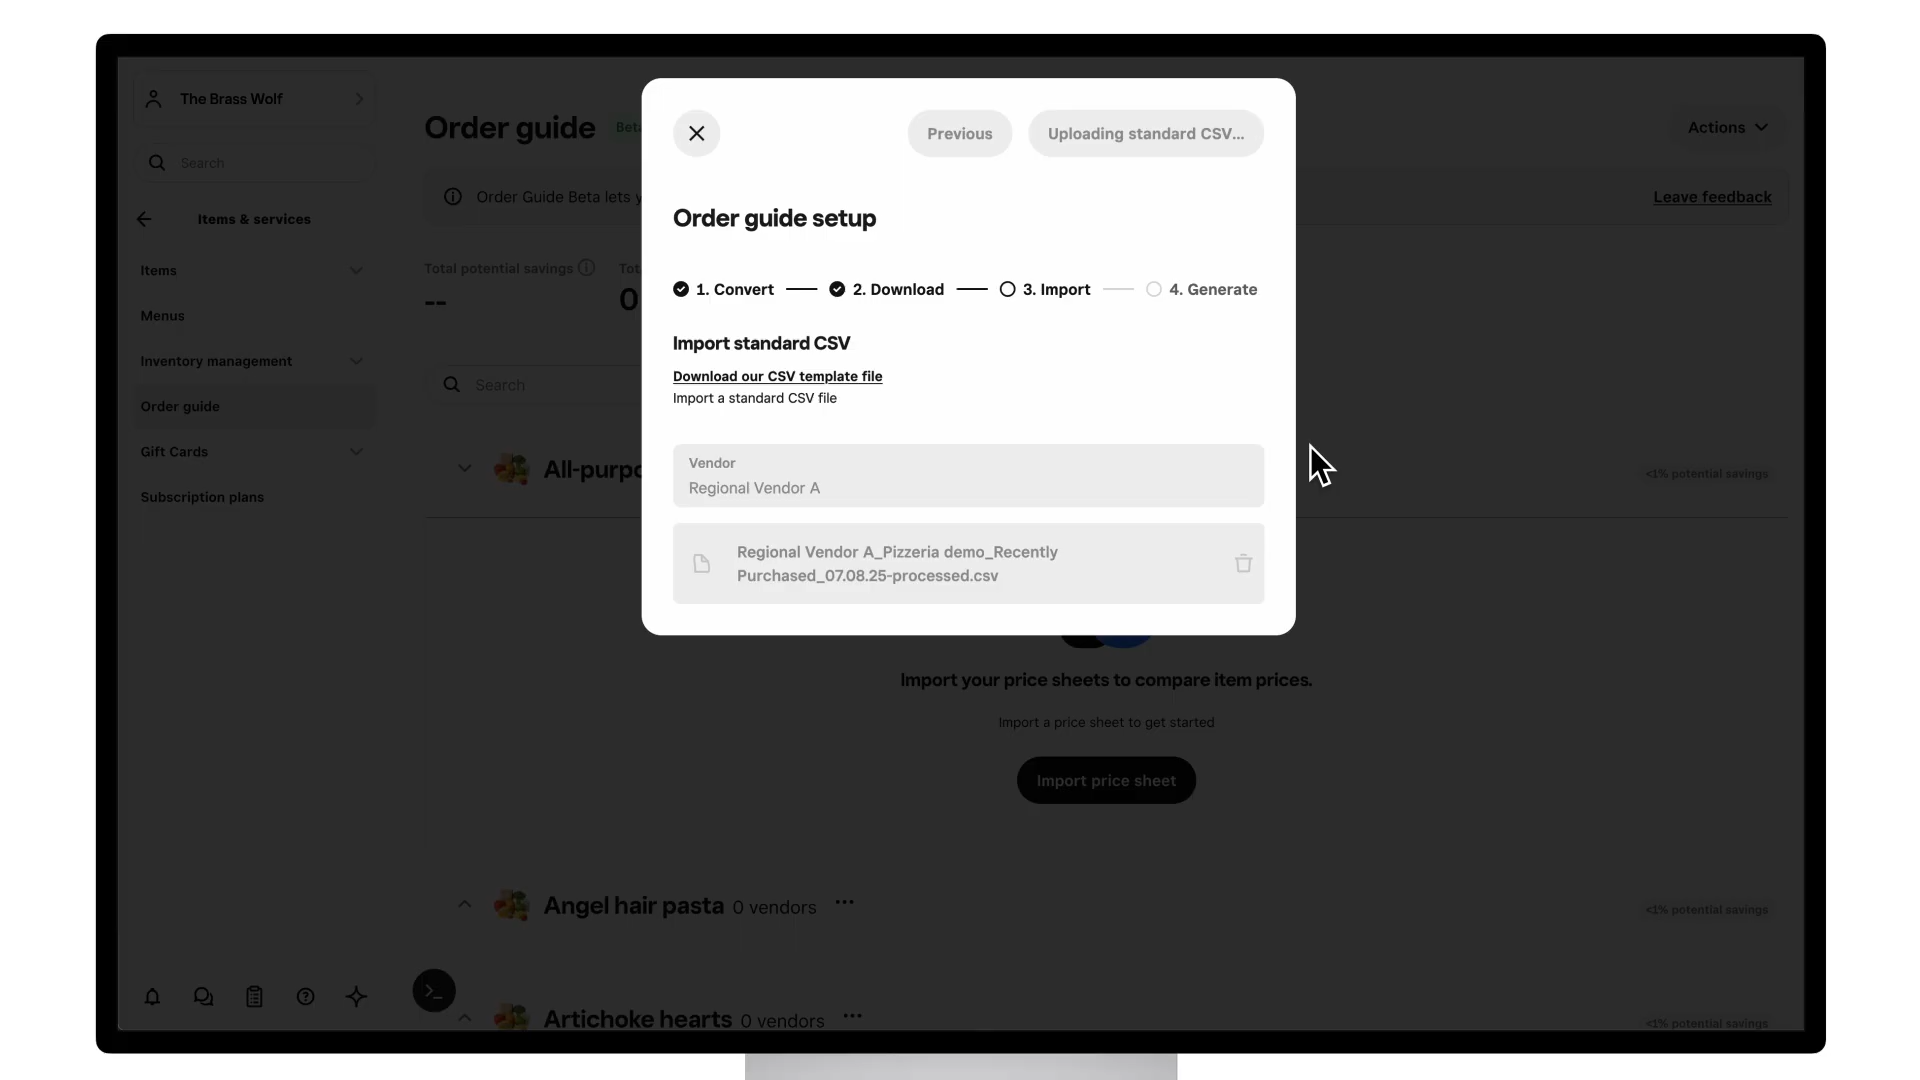 The Brass Wolf
Search
Items & services
Items
Menus
Inventory management
Order guide
Gift Cards
Subscription plans
Order guide
Beta
Actions
Order Guide Beta lets
Leave feedback
Total potential savings
--
0
Search
All-purpo
<1% potential savings
Previous
Uploading standard CSV...
Order guide setup
1. Convert
2. Download
3. Import
4. Generate
Import standard CSV
Download our CSV template file
Import a standard CSV file
Vendor
Regional Vendor A
Regional Vendor A_Pizzeria demo_Recently
Purchased_07.08.25-processed.csv
Import your price sheets to compare item prices.
Import a price sheet to get started
Import price sheet
Angel hair pasta 0 vendors
<1% potential savings
Artichoke hearts 0 vendors
<1% potential savings